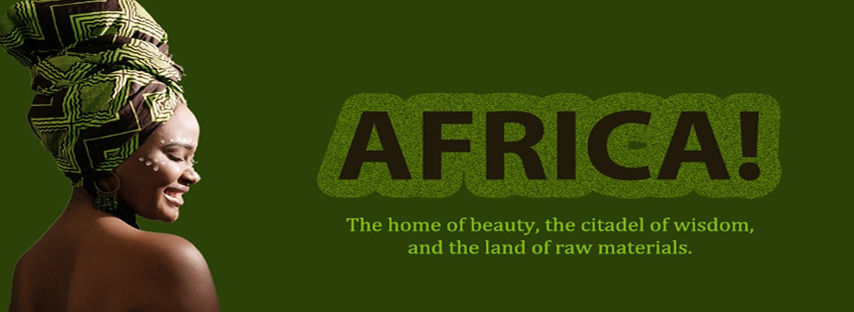 AFRICA!
The home of beauty, the citadel of wisdom,
and the land of raw materials.